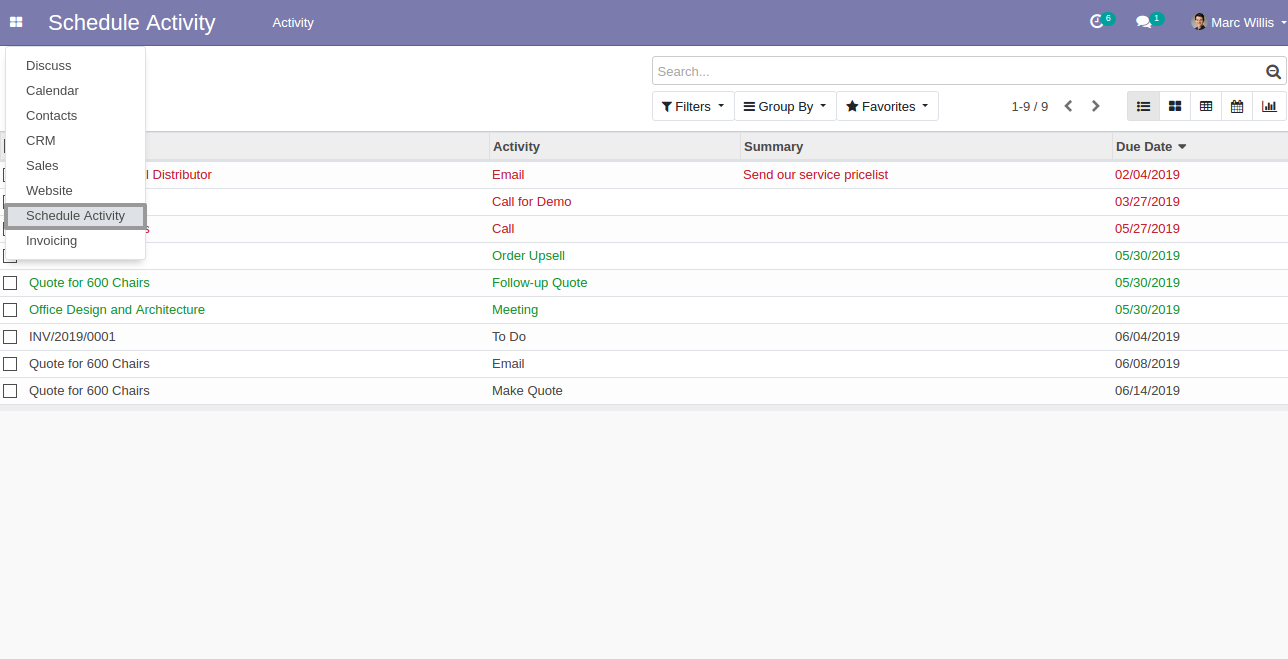 Schedule Activity Activity 6 1 Marc Willis
Discuss
Calendar
Contacts
CRM
Sales
Website
Schedule Activity
Invoicing
Search...
Filters Group By Favorites 1-9 / 9
Activity Summary Due Date
l Distributor Email Send our service pricelist 02/04/2019
Call for Demo 03/27/2019
s Call 05/27/2019
Order Upsell 05/30/2019
Quote for 600 Chairs Follow-up Quote 05/30/2019
Office Design and Architecture Meeting 05/30/2019
INV/2019/0001 To Do 06/04/2019
Quote for 600 Chairs Email 06/08/2019
Quote for 600 Chairs Make Quote 06/14/2019